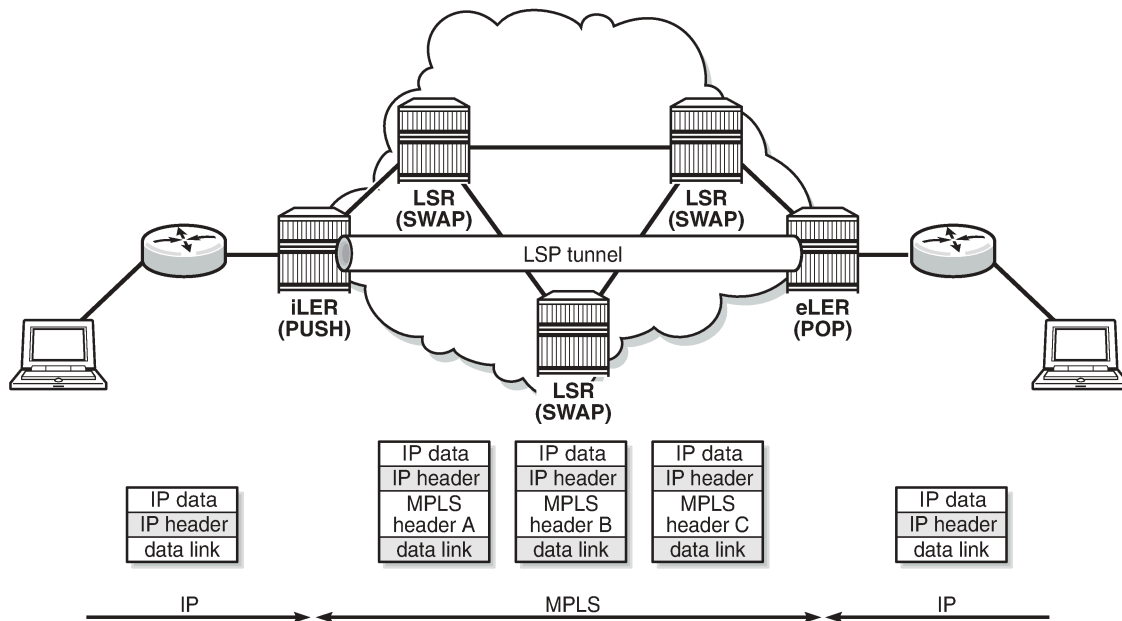 LSR
(SWAP)
LSR
(SWAP)
LSP tunnel
iLER
(PUSH)
eLER
(POP)
LSR
(SWAP)
IP data
IP header
MPLS
header A
data link
IP data
IP header
MPLS
header B
data link
IP data
IP header
MPLS
header C
data link
IP data
IP header
data link
IP data
IP header
data link
IP
MPLS
IP